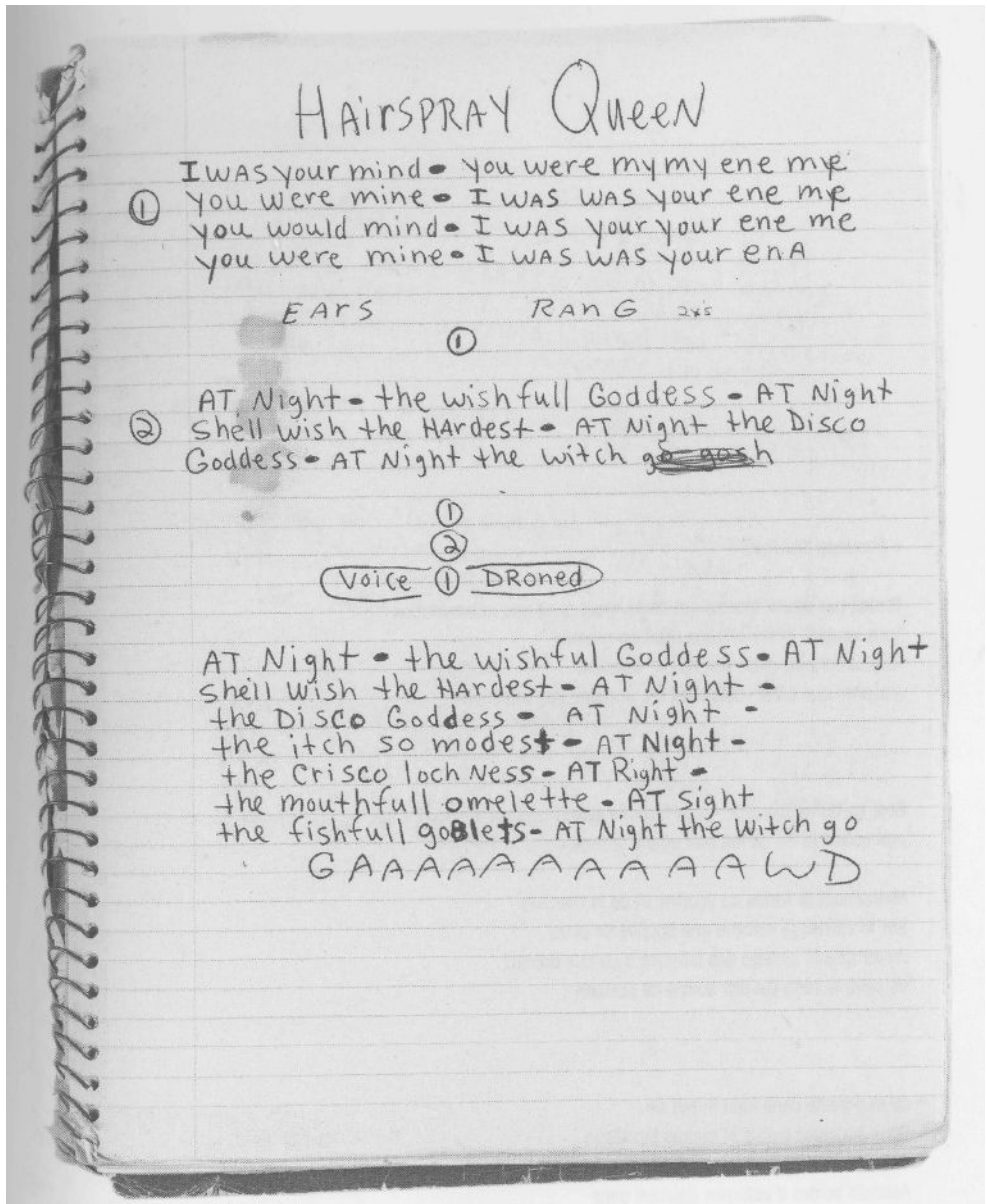 HAirSPRAY QueeN
I WAS your mind - you were my my ene mye
① you were mine - I WAS WAS your ene mye
you would mind - I WAS your your ene me
you were mine - I WAS WAS your enA
EArS RAnG 2x's
①
AT Night - the wishfull Goddess - AT Night
② Shell wish the HArdest - AT Night the Disco
Goddess - AT Night the witch go gosh
①
②
Voice ① DRoned
AT Night - the wishful Goddess - AT Night
Shell wish the HArdest - AT Night -
the Disco Goddess - AT Night -
the itch so modest - AT Night -
the Crisco loch Ness - AT Right -
the mouthfull omelette - AT sight
the fishfull goBlets - AT Night the witch go
GAAAAAAAAAAWD